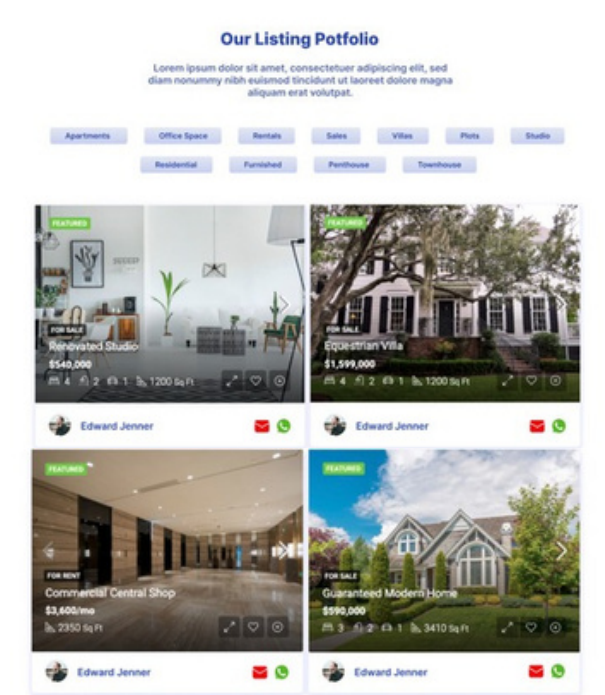 Our Listing Potfolio
Lorem ipsum dolor sit amet, consectetuer adipiscing elit, sed
diam nonummy nibh euismod tincidunt ut laoreet dolore magna
aliquam erat volutpat.
Apartments Office Space Rentals Sales Villas Plots Studio
Residential Furnished Penthouse Townhouse
FEATURED
FOR SALE
Renovated Studio
$540,000
4 2 1 1200 Sq Ft
Edward Jenner
FEATURED
FOR SALE
Equestrian Villa
$1,599,000
4 2 1 1200 Sq Ft
Edward Jenner
FEATURED
FOR RENT
Commercial Central Shop
$3,600/mo
2350 Sq Ft
Edward Jenner
FEATURED
FOR SALE
Guaranteed Modern Home
$590,000
3 2 1 3410 Sq Ft
Edward Jenner